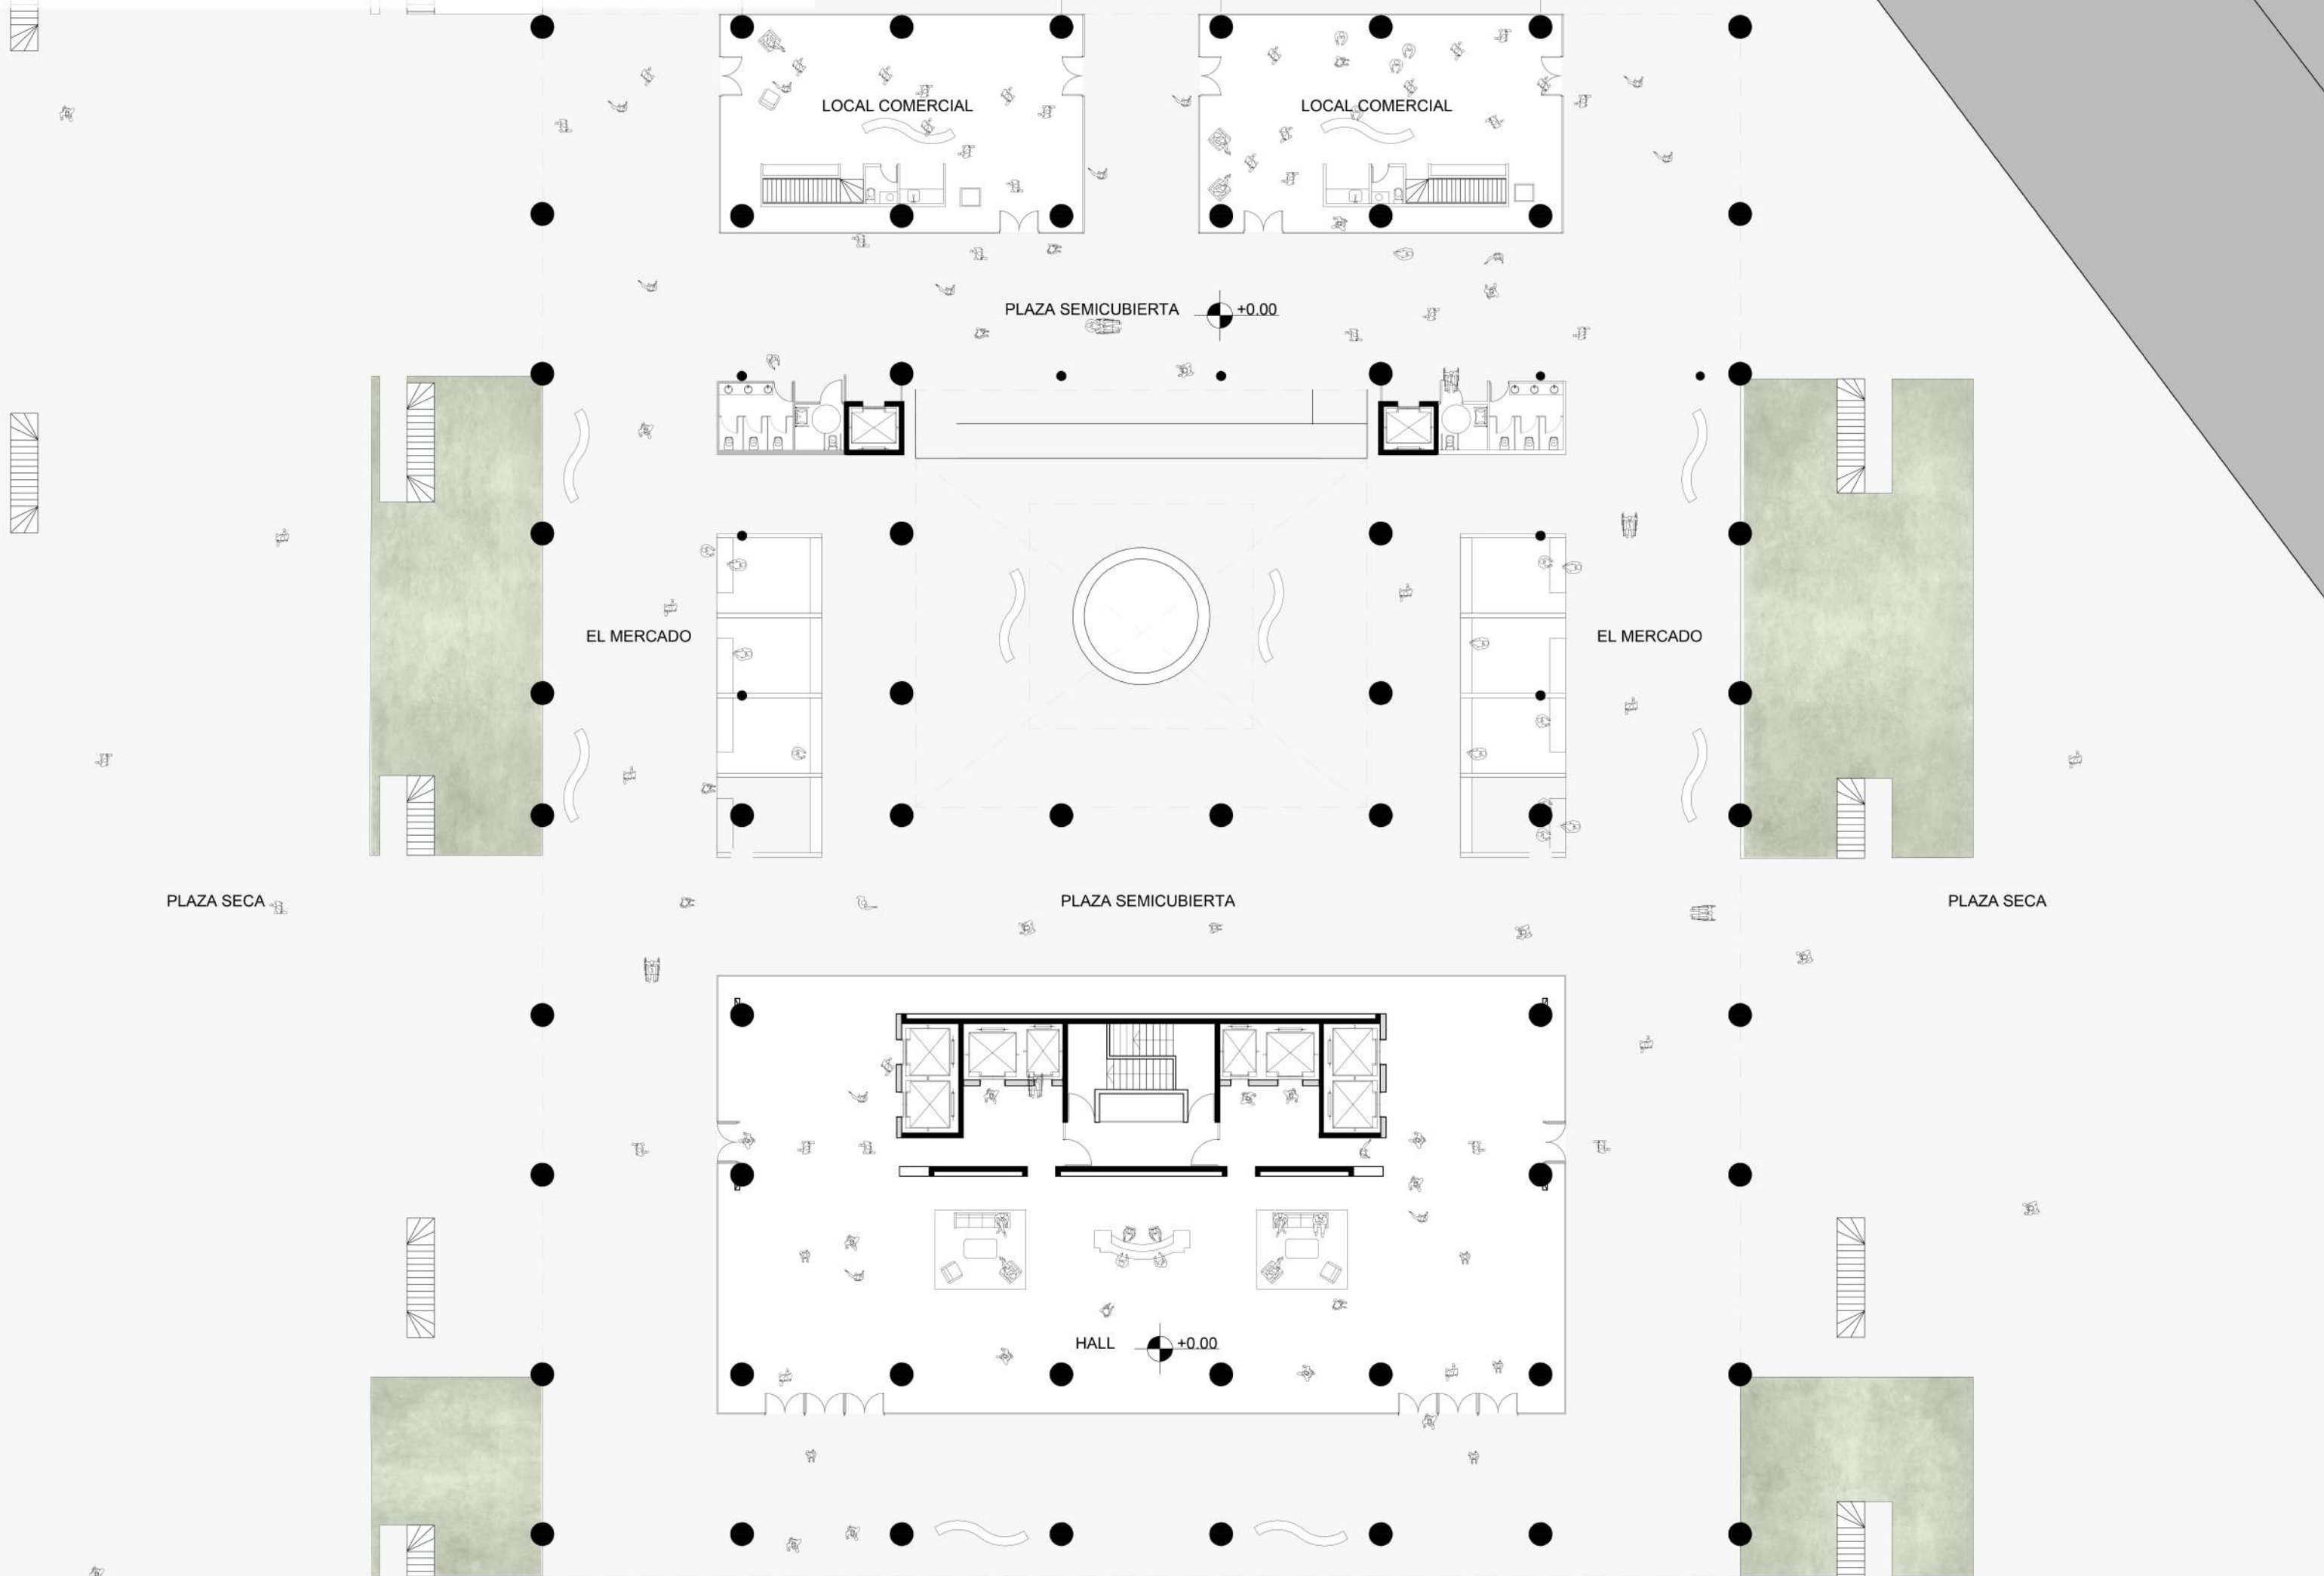 LOCAL COMERCIAL
LOCAL COMERCIAL
PLAZA SEMICUBIERTA
+0.00
EL MERCADO
EL MERCADO
PLAZA SECA
PLAZA SEMICUBIERTA
PLAZA SECA
HALL
+0.00